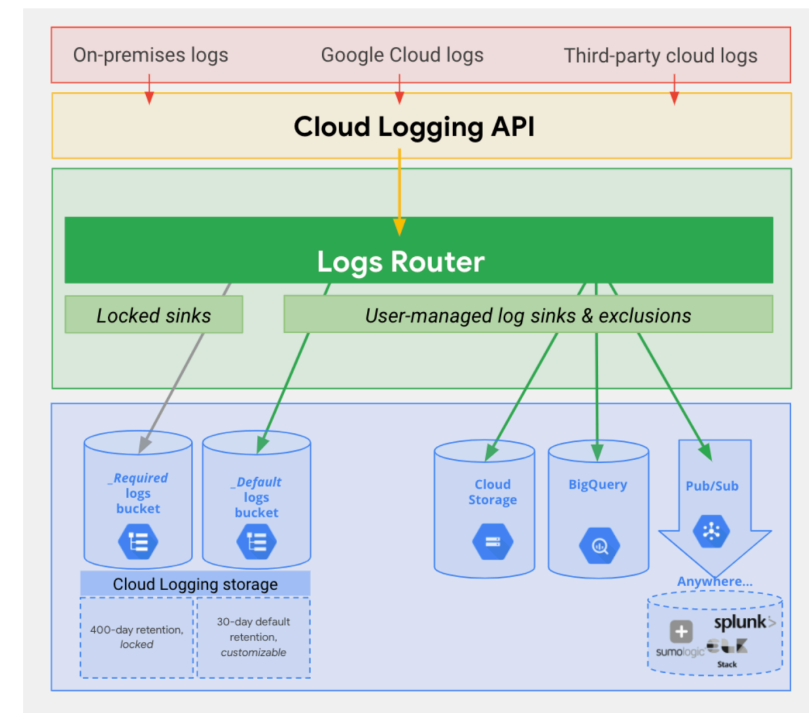 On-premises logs
Google Cloud logs
Third-party cloud logs
Cloud Logging API
Logs Router
Locked sinks
User-managed log sinks & exclusions
_Required
logs
bucket
_Default
logs
bucket
Cloud
Storage
BigQuery
Pub/Sub
Cloud Logging storage
400-day retention,
locked
30-day default
retention,
customizable
Anywhere...
splunk>
sumologic
ELK
Stack